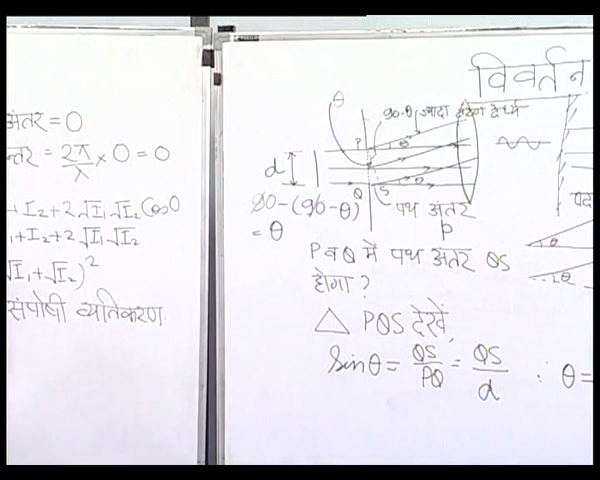 अंतर = 0
न्तर = 2π/λ × 0 = 0
+ I₂ + 2√I₁ √I₂ Cos0
₁ + I₂ + 2√I₁ √I₂
√I₁ + √I₂)²
संपोषी व्यतिकरण
विवर्तन
θ
90-θ ज्यादा
P
θ
d
θ
Q
S
90-(90-θ)
= θ
पथ अंतर
p
θ
θ
P व Q में पथ अंतर QS
होगा?
△ PQS देखें,
Sinθ = QS/PQ = QS/d ∴ θ =